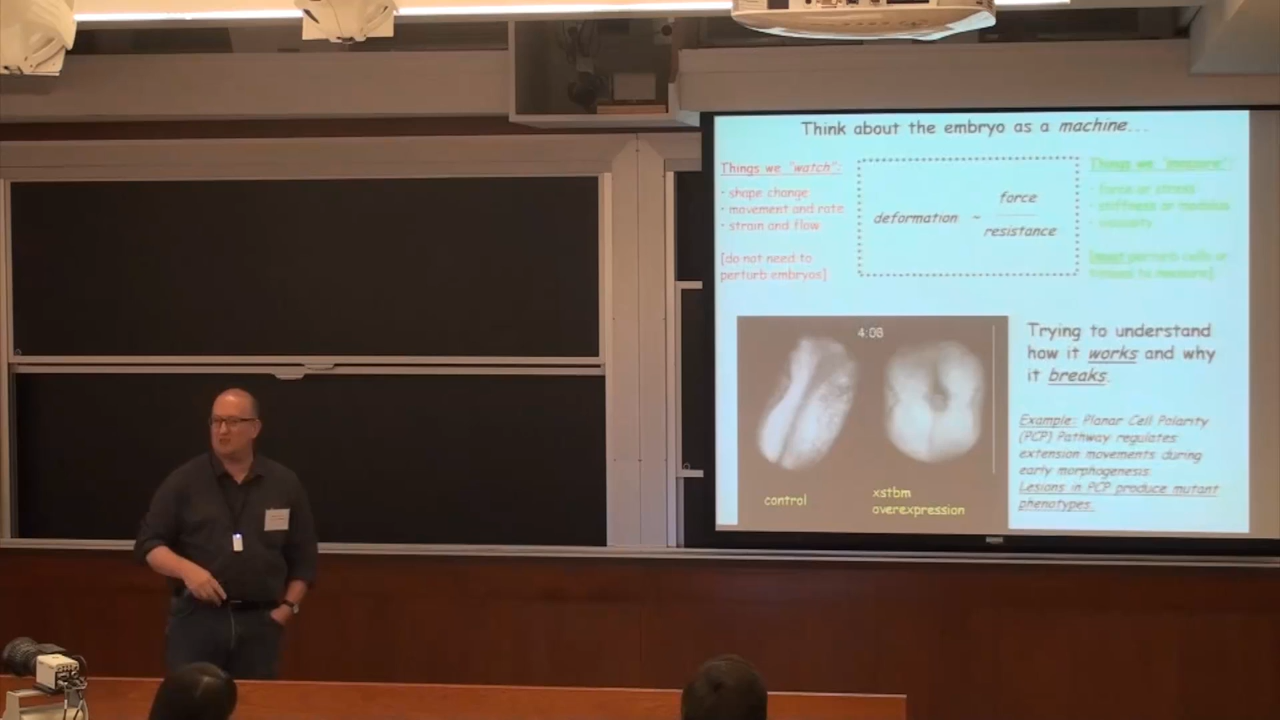 Think about the embryo as a machine...
Things we "watch":
• shape change
• movement and rate
• strain and flow
[do not need to
perturb embryos]
deformation ~ force
resistance
Things we "measure":
• force or stress
• stiffness or modulus
• viscosity
[must perturb cells or
tissues to measure]
4:08
control
xstbm
overexpression
Trying to understand
how it works and why
it breaks.
Example: Planar Cell Polarity
(PCP) Pathway regulates
extension movements during
early morphogenesis.
Lesions in PCP produce mutant
phenotypes.